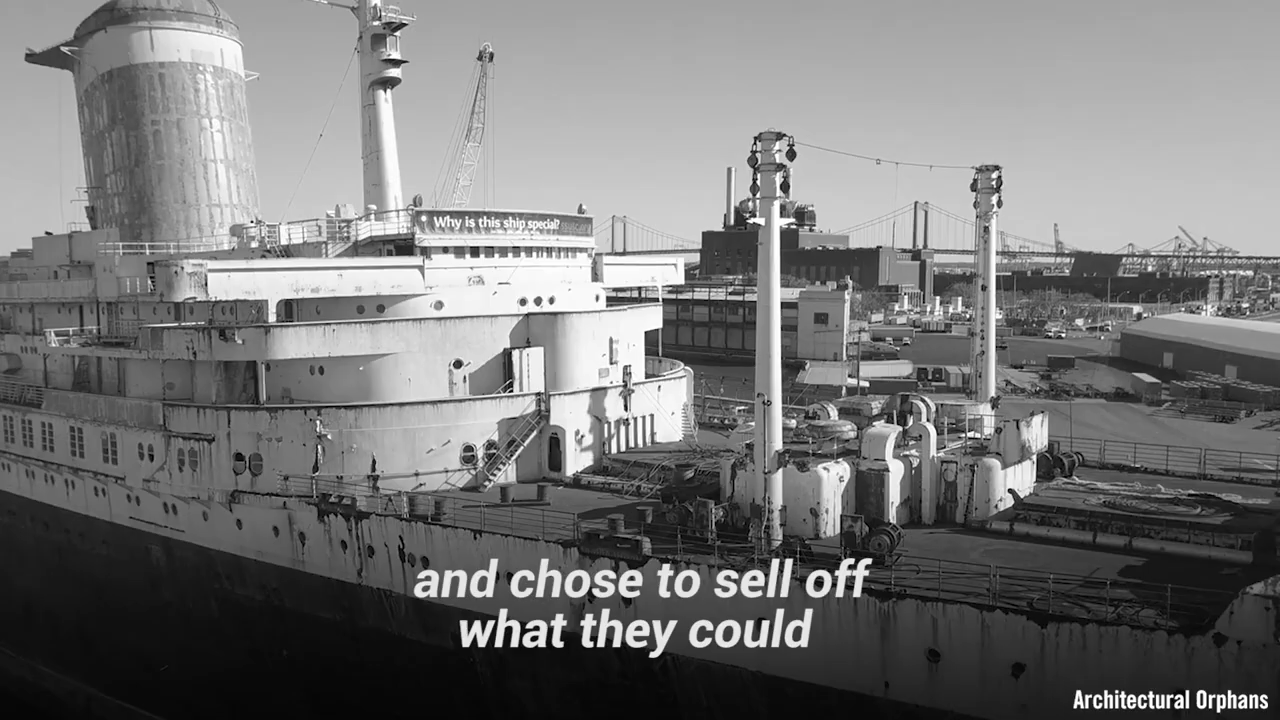 Why is this ship special?
and chose to sell off
what they could
Architectural Orphans